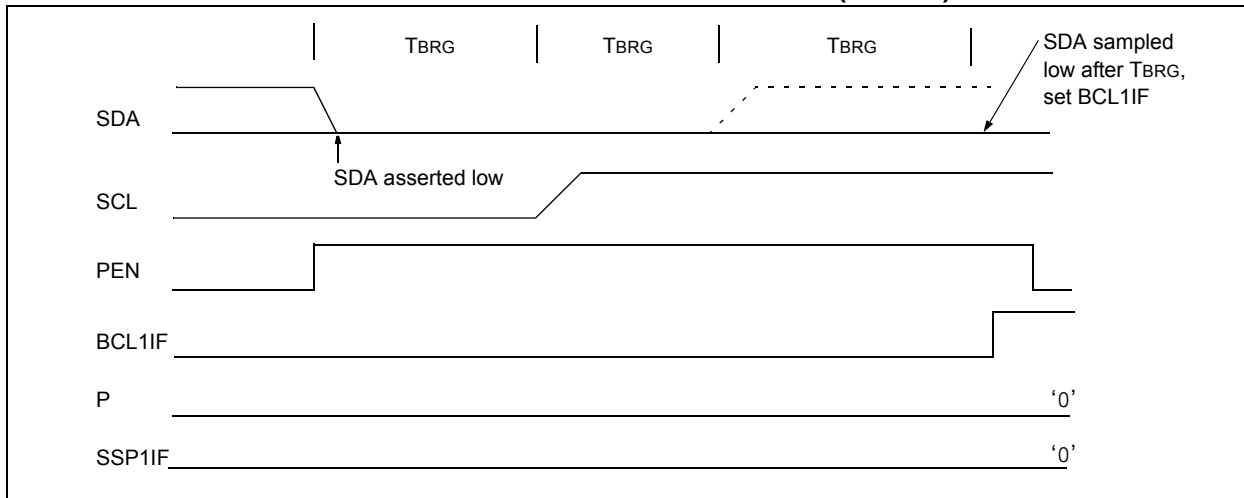 TBRG TBRG TBRG
SDA sampled
low after TBRG,
set BCL1IF
SDA
SDA asserted low
SCL
PEN
BCL1IF
P ‘0’
SSP1IF ‘0’